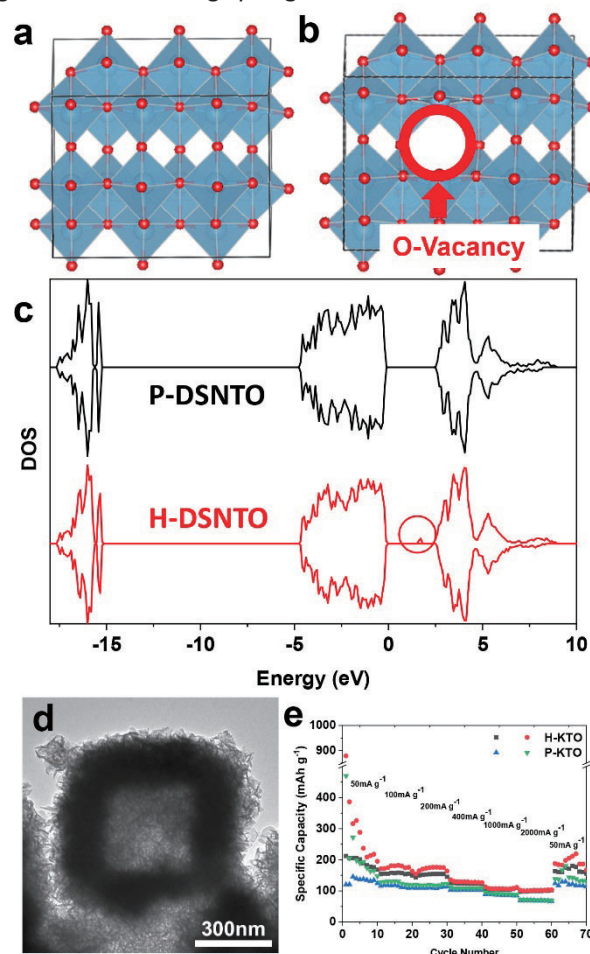 a
b
O-Vacancy
c
P-DSNTO
H-DSNTO
DOS
-15
-10
-5
0
5
10
Energy (eV)
d
300nm
e
1000
900
400
300
200
100
0
Specific Capacity (mAh g⁻¹)
H-KTO
P-KTO
50mA g⁻¹
100mA g⁻¹
200mA g⁻¹
400mA g⁻¹
1000mA g⁻¹
2000mA g⁻¹
50mA g⁻¹
0
10
20
30
40
50
60
70
Cycle Number